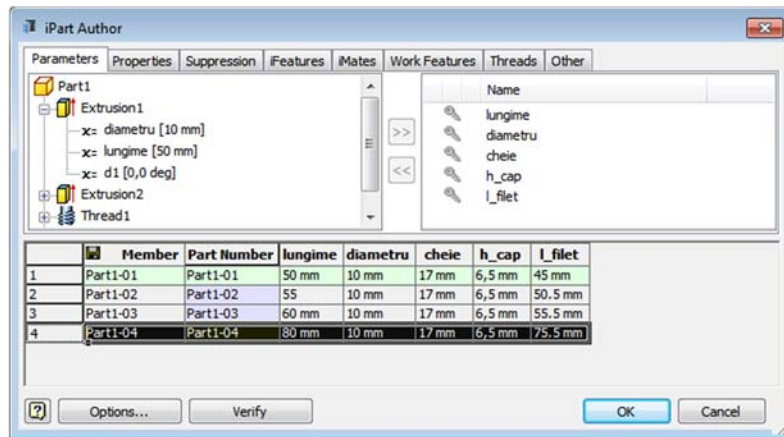 iPart Author
Parameters Properties Suppression iFeatures iMates Work Features Threads Other
Part1
Extrusion1
x= diametru [10 mm]
x= lungime [50 mm]
x= d1 [0,0 deg]
Extrusion2
Thread1
>>
<<
Name
lungime
diametru
cheie
h_cap
l_filet
Member Part Number lungime diametru cheie h_cap l_filet
1 Part1-01 Part1-01 50 mm 10 mm 17 mm 6,5 mm 45 mm
2 Part1-02 Part1-02 55 10 mm 17 mm 6,5 mm 50.5 mm
3 Part1-03 Part1-03 60 mm 10 mm 17 mm 6,5 mm 55.5 mm
4 Part1-04 Part1-04 80 mm 10 mm 17 mm 6,5 mm 75.5 mm
? Options... Verify OK Cancel